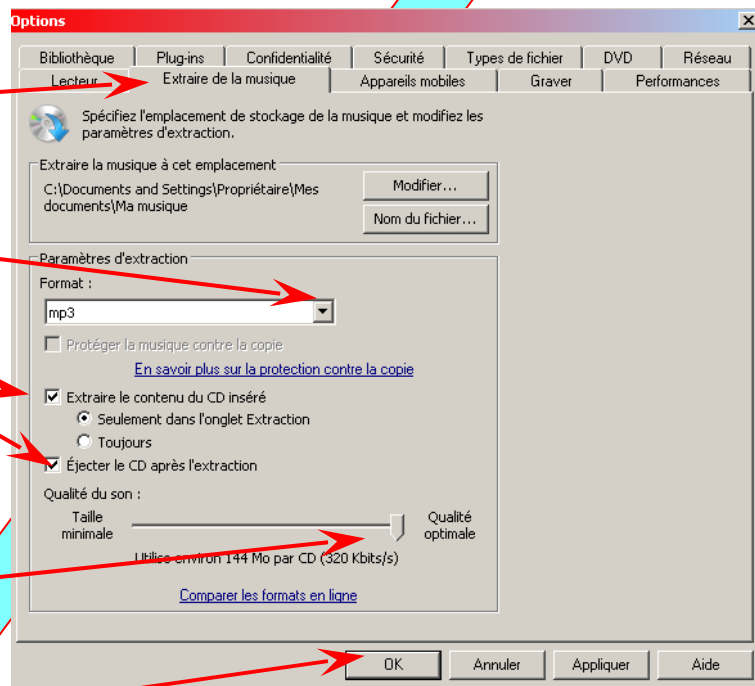 Options
Bibliothèque Plug-ins Confidentialité Sécurité Types de fichier DVD Réseau
Lecteur Extraire de la musique Appareils mobiles Graver Performances
Spécifiez l'emplacement de stockage de la musique et modifiez les
paramètres d'extraction.
Extraire la musique à cet emplacement
C:\Documents and Settings\Propriétaire\Mes
documents\Ma musique
Modifier...
Nom du fichier...
Paramètres d'extraction
Format :
mp3
Protéger la musique contre la copie
En savoir plus sur la protection contre la copie
Extraire le contenu du CD inséré
Seulement dans l'onglet Extraction
Toujours
Éjecter le CD après l'extraction
Qualité du son :
Taille
minimale
Qualité
optimale
Utilise environ 144 Mo par CD (320 Kbits/s)
Comparer les formats en ligne
OK Annuler Appliquer Aide